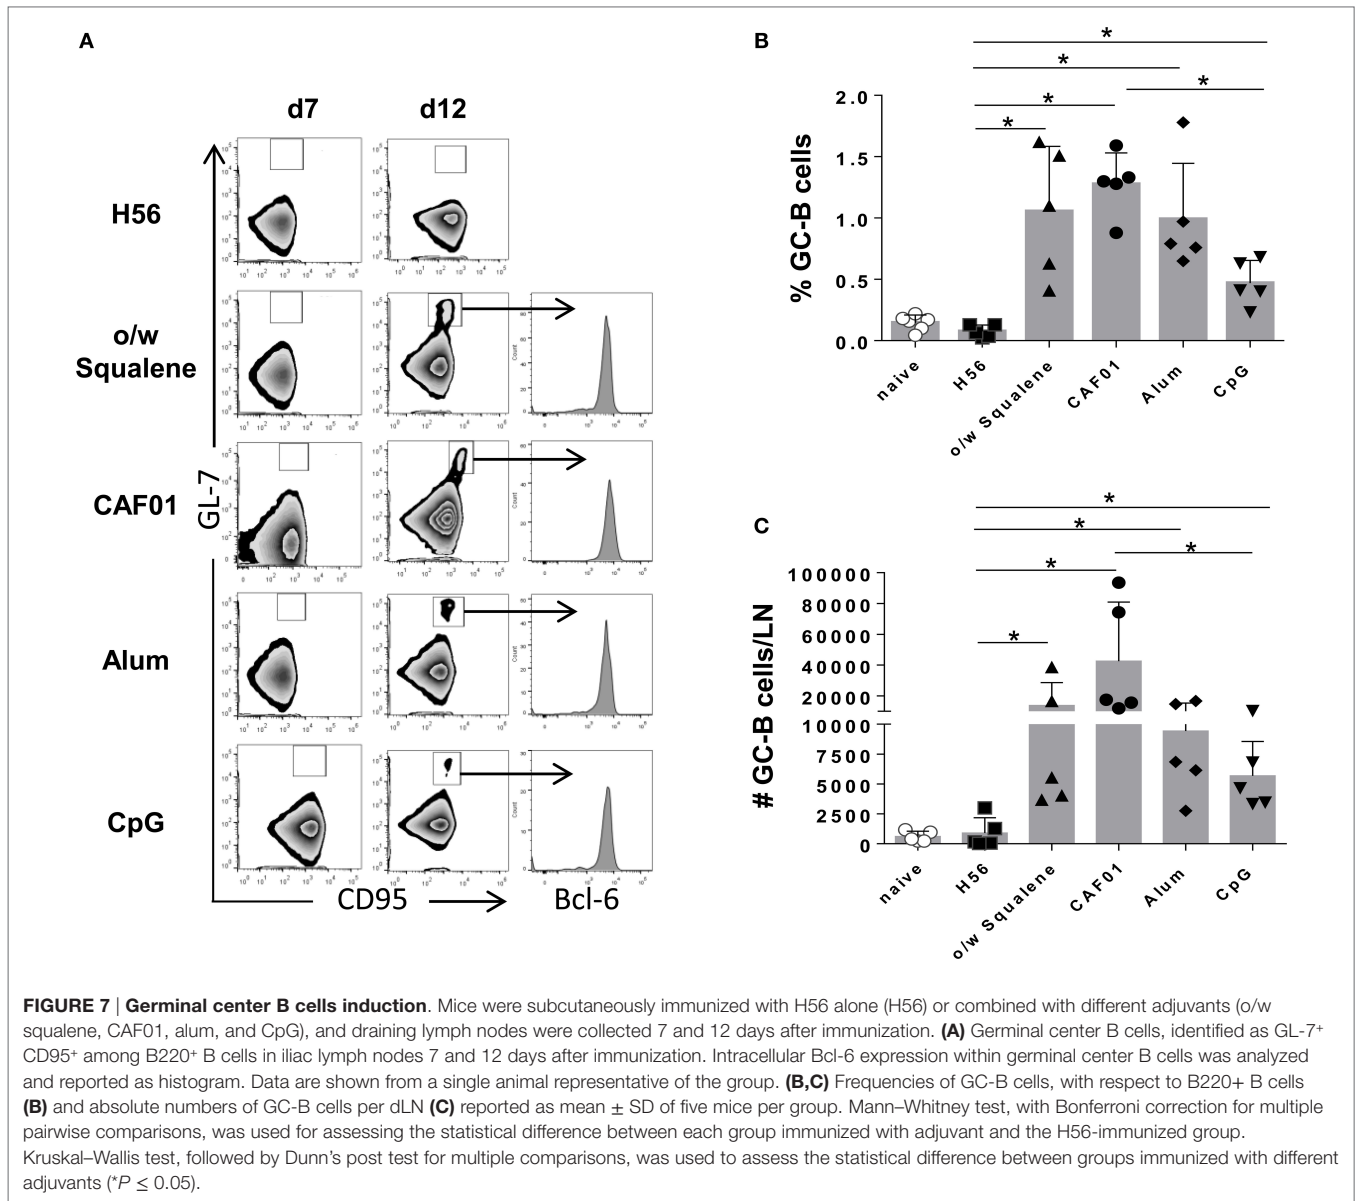 A
d7
d12
H56
o/w
Squalene
CAF01
Alum
CpG
GL-7
CD95
Bcl-6
Count
Count
Count
Count
B
% GC-B cells
2.0
1.5
1.0
0.5
0.0
*
*
*
*
*
naive
H56
o/w Squalene
CAF01
Alum
CpG
C
# GC-B cells/LN
100000
80000
60000
40000
20000
10000
7500
5000
2500
0
*
*
*
*
*
naive
H56
o/w Squalene
CAF01
Alum
CpG
FIGURE 7 | Germinal center B cells induction. Mice were subcutaneously immunized with H56 alone (H56) or combined with different adjuvants (o/w
squalene, CAF01, alum, and CpG), and draining lymph nodes were collected 7 and 12 days after immunization. (A) Germinal center B cells, identified as GL-7⁺
CD95⁺ among B220⁺ B cells in iliac lymph nodes 7 and 12 days after immunization. Intracellular Bcl-6 expression within germinal center B cells was analyzed
and reported as histogram. Data are shown from a single animal representative of the group. (B,C) Frequencies of GC-B cells, with respect to B220+ B cells
(B) and absolute numbers of GC-B cells per dLN (C) reported as mean ± SD of five mice per group. Mann–Whitney test, with Bonferroni correction for multiple
pairwise comparisons, was used for assessing the statistical difference between each group immunized with adjuvant and the H56-immunized group.
Kruskal–Wallis test, followed by Dunn's post test for multiple comparisons, was used to assess the statistical difference between groups immunized with different
adjuvants (*P ≤ 0.05).